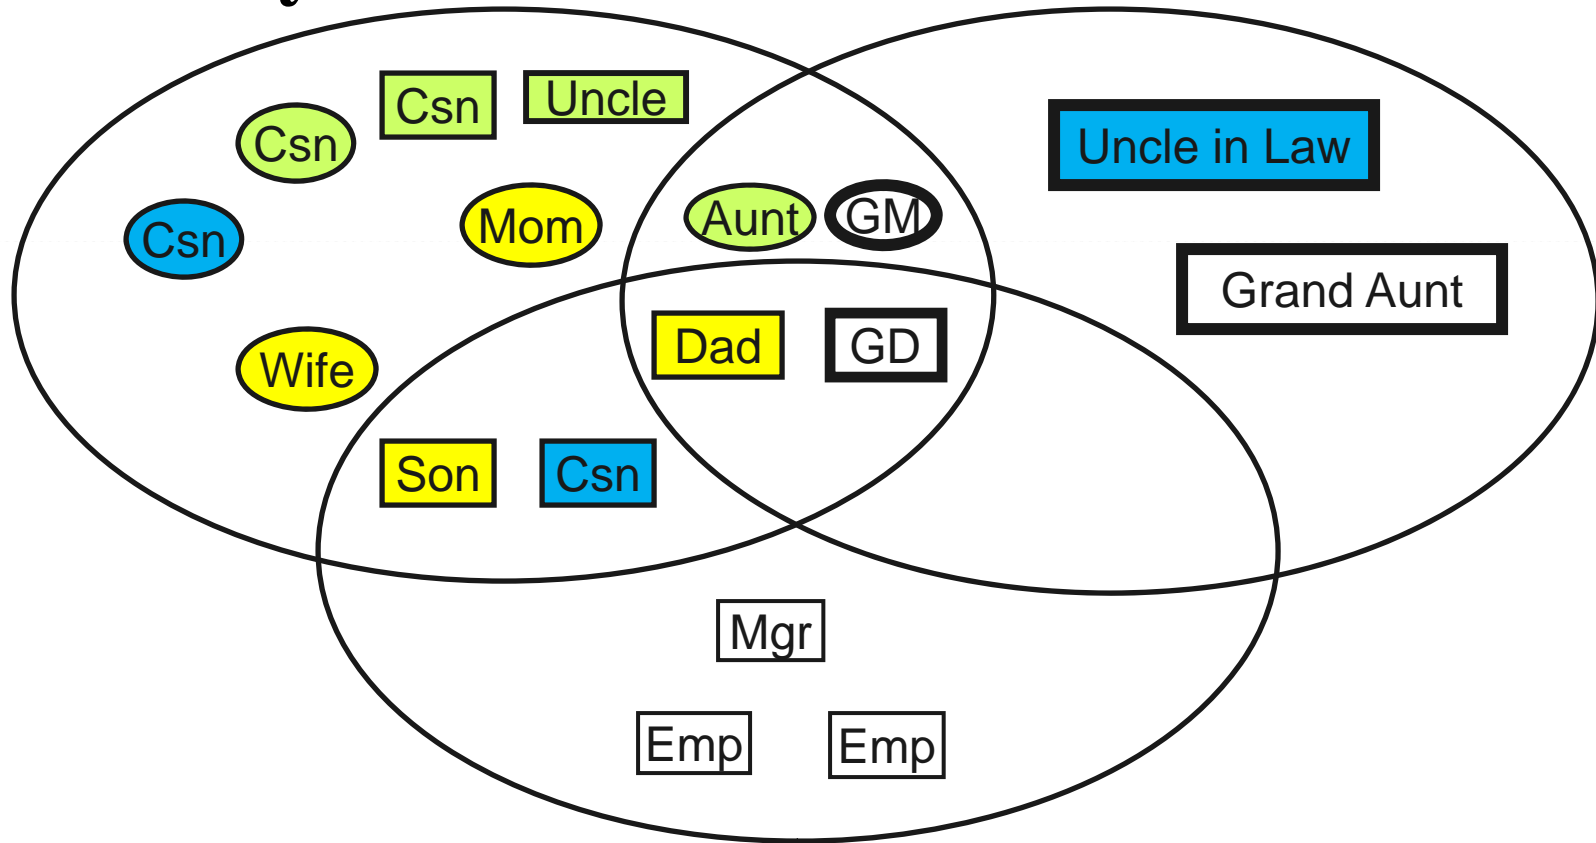 Csn
Uncle
Csn
Uncle in Law
Csn
Mom
Aunt
GM
Grand Aunt
Wife
Dad
GD
Son
Csn
Mgr
Emp
Emp